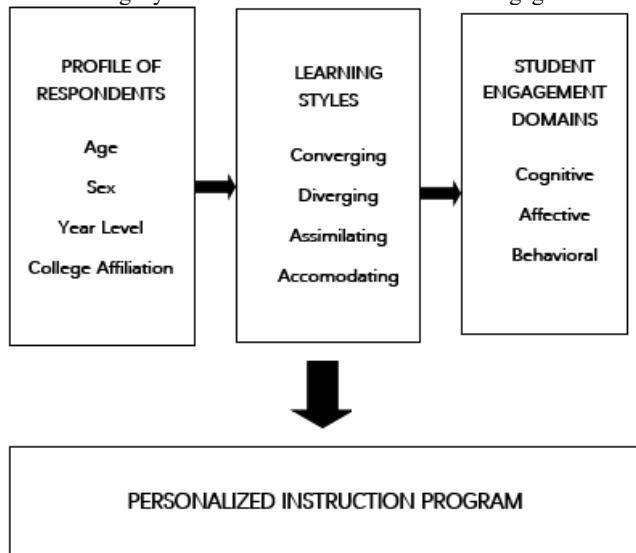 PROFILE OF
RESPONDENTS
Age
Sex
Year Level
College Affiliation
LEARNING
STYLES
Converging
Diverging
Assimilating
Accomodating
STUDENT
ENGAGEMENT
DOMAINS
Cognitive
Affective
Behavioral
PERSONALIZED INSTRUCTION PROGRAM